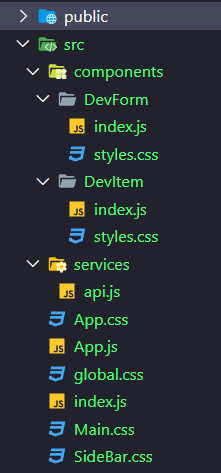 public
src
components
DevForm
index.js
styles.css
DevItem
index.js
styles.css
services
api.js
App.css
App.js
global.css
index.js
Main.css
SideBar.css